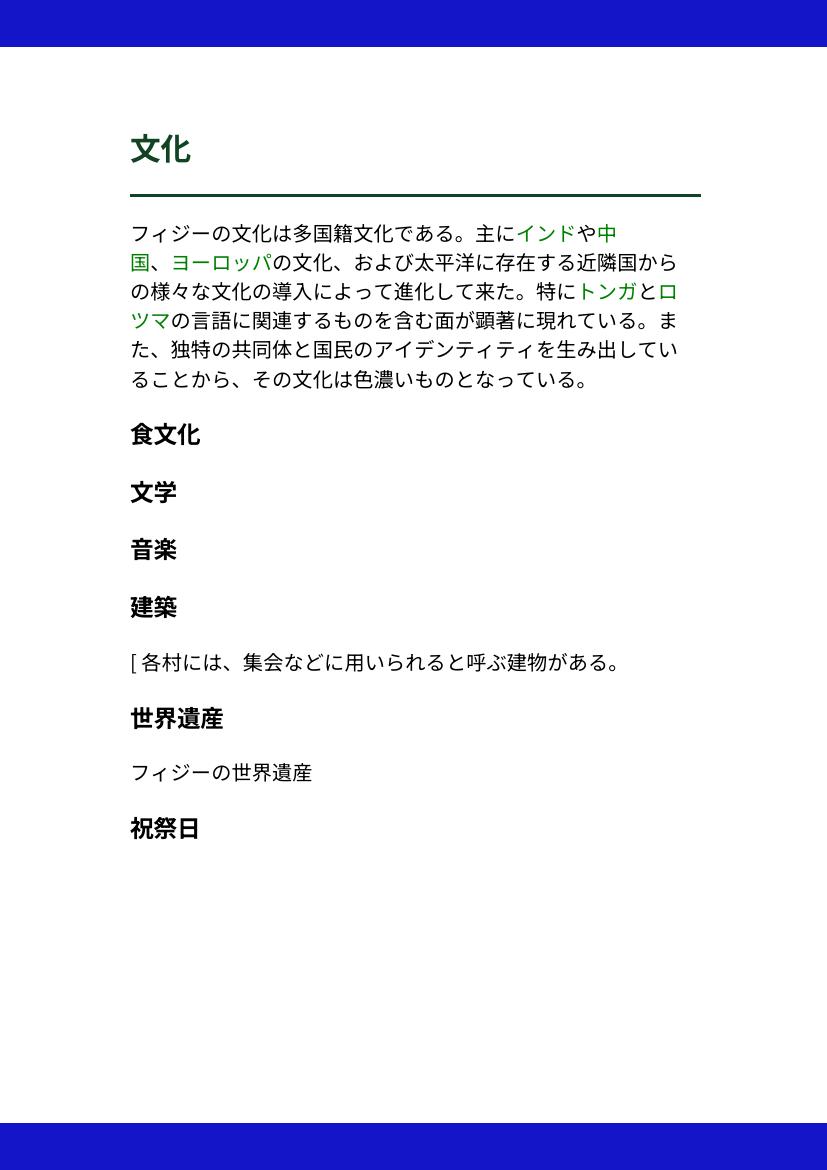 文化
フィジーの文化は多国籍文化である。主にインドや中
国、ヨーロッパの文化、および太平洋に存在する近隣国から
の様々な文化の導入によって進化して来た。特にトンガとロ
ツマの言語に関連するものを含む面が顕著に現れている。ま
た、独特の共同体と国民のアイデンティティを生み出してい
ることから、その文化は色濃いものとなっている。
食文化
文学
音楽
建築
[ 各村には、集会などに用いられると呼ぶ建物がある。
世界遺産
フィジーの世界遺産
祝祭日